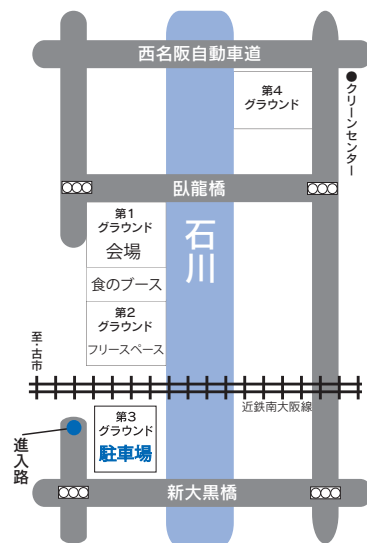 西名阪自動車道
第4
グラウンド
●クリーンセンター
臥龍橋
第1
グラウンド
会場
石川
食のブース
第2
グラウンド
フリースペース
至・古市
近鉄南大阪線
第3
グラウンド
駐車場
進入路
新大黒橋